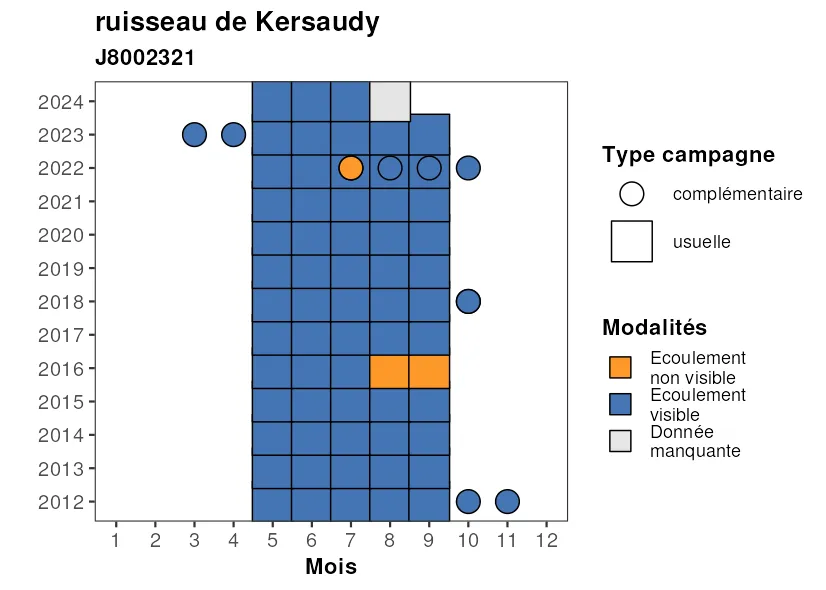 ruisseau de Kersaudy
J8002321
2024
2023
2022
2021
2020
2019
2018
2017
2016
2015
2014
2013
2012
1 2 3 4 5 6 7 8 9 10 11 12
Mois
Type campagne
complémentaire
usuelle
Modalités
Ecoulement
non visible
Ecoulement
visible
Donnée
manquante